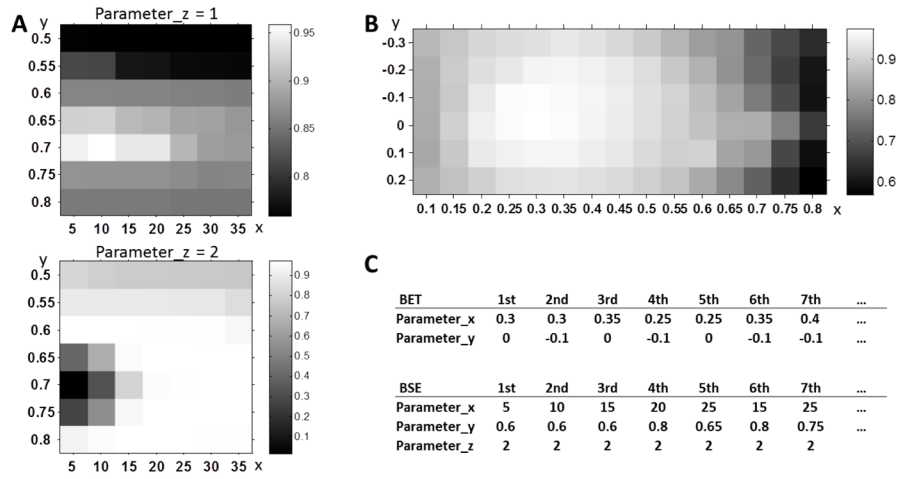 A
Parameter_z = 1
y
0.5
0.55
0.6
0.65
0.7
0.75
0.8
5 10 15 20 25 30 35 x
0.95
0.9
0.85
0.8
Parameter_z = 2
y
0.5
0.55
0.6
0.65
0.7
0.75
0.8
5 10 15 20 25 30 35 x
0.9
0.8
0.7
0.6
0.5
0.4
0.3
0.2
0.1
B
y
-0.3
-0.2
-0.1
0
0.1
0.2
0.1 0.15 0.2 0.25 0.3 0.35 0.4 0.45 0.5 0.55 0.6 0.65 0.7 0.75 0.8 x
0.9
0.8
0.7
0.6
C
BET 1st 2nd 3rd 4th 5th 6th 7th ...
Parameter_x 0.3 0.3 0.35 0.25 0.25 0.35 0.4 ...
Parameter_y 0 -0.1 0 -0.1 0 -0.1 -0.1 ...
BSE 1st 2nd 3rd 4th 5th 6th 7th ...
Parameter_x 5 10 15 20 25 15 25 ...
Parameter_y 0.6 0.6 0.6 0.8 0.65 0.8 0.75 ...
Parameter_z 2 2 2 2 2 2 2